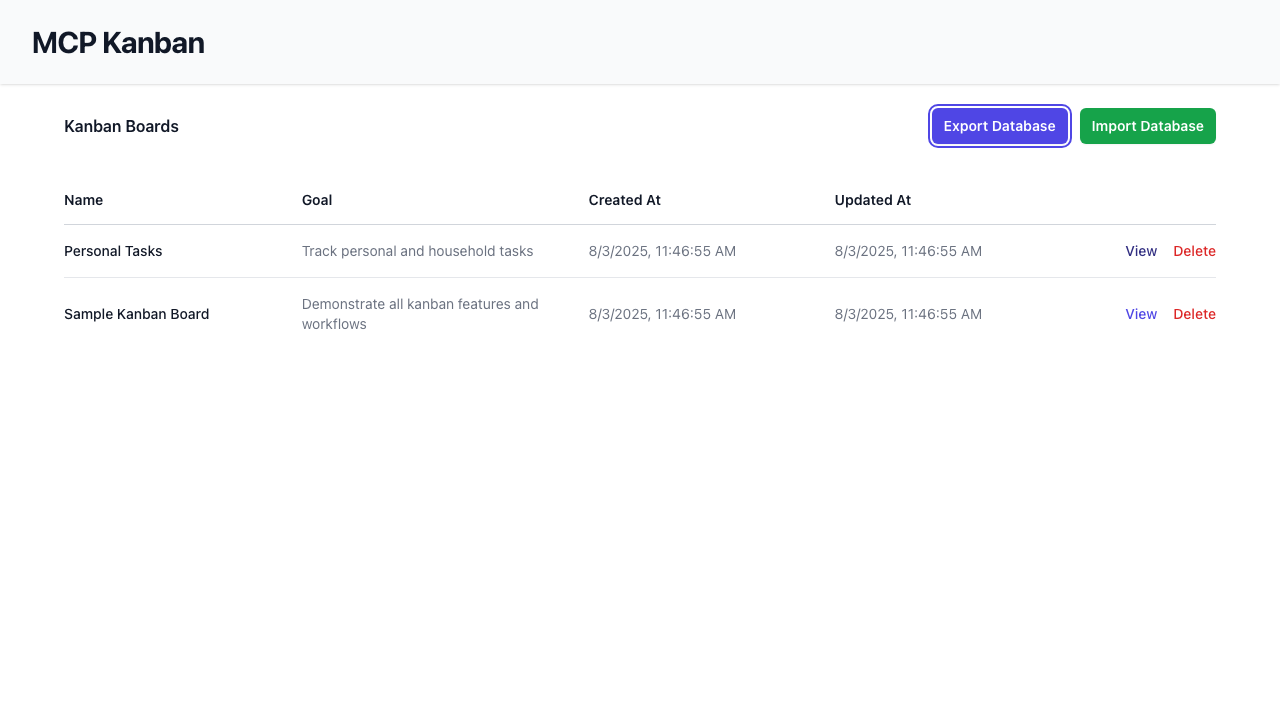 MCP Kanban
Kanban Boards
Export Database
Import Database
Name Goal Created At Updated At
Personal Tasks Track personal and household tasks 8/3/2025, 11:46:55 AM 8/3/2025, 11:46:55 AM View Delete
Sample Kanban Board Demonstrate all kanban features and workflows 8/3/2025, 11:46:55 AM 8/3/2025, 11:46:55 AM View Delete